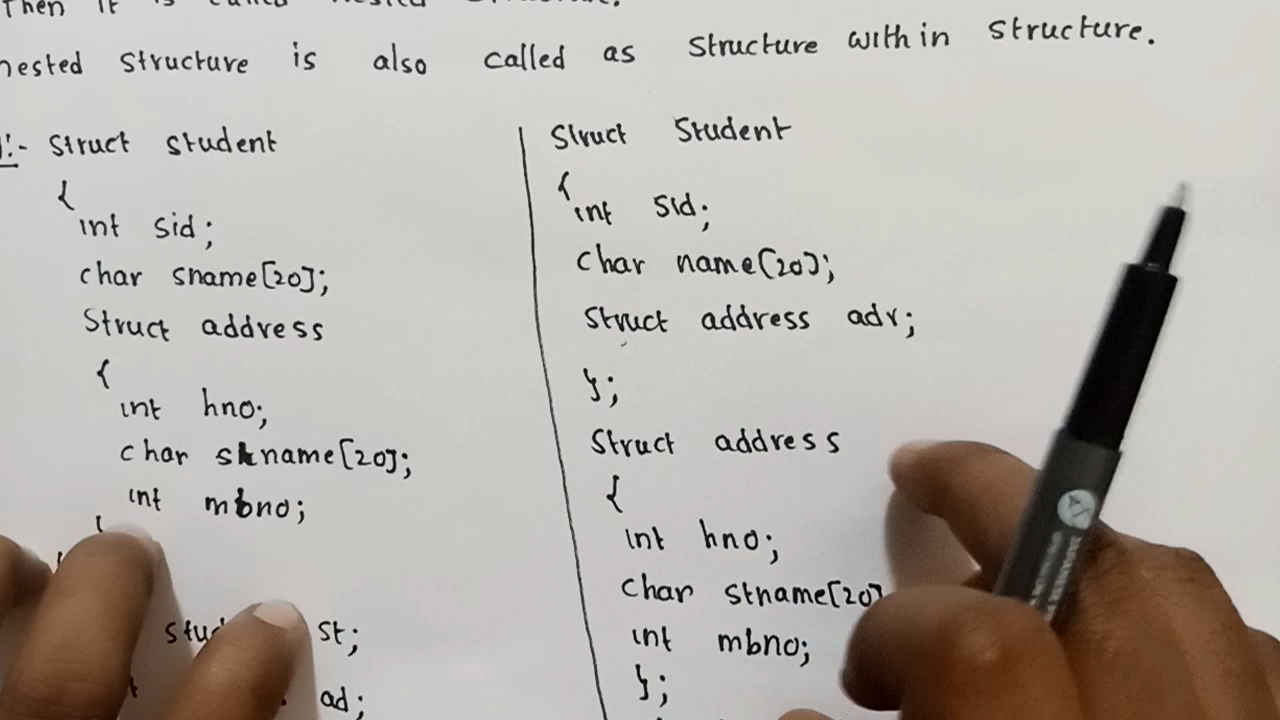 Then it is called nested structure.
nested structure is also called as structure within structure.
:- struct student
{
int sid;
char sname[20];
struct address
{
int hno;
char stname[20];
int mbno;
st;
ad;
struct student
{
int sid;
char name[20];
struct address adr;
};
struct address
{
int hno;
char stname[20]
int mbno;
};